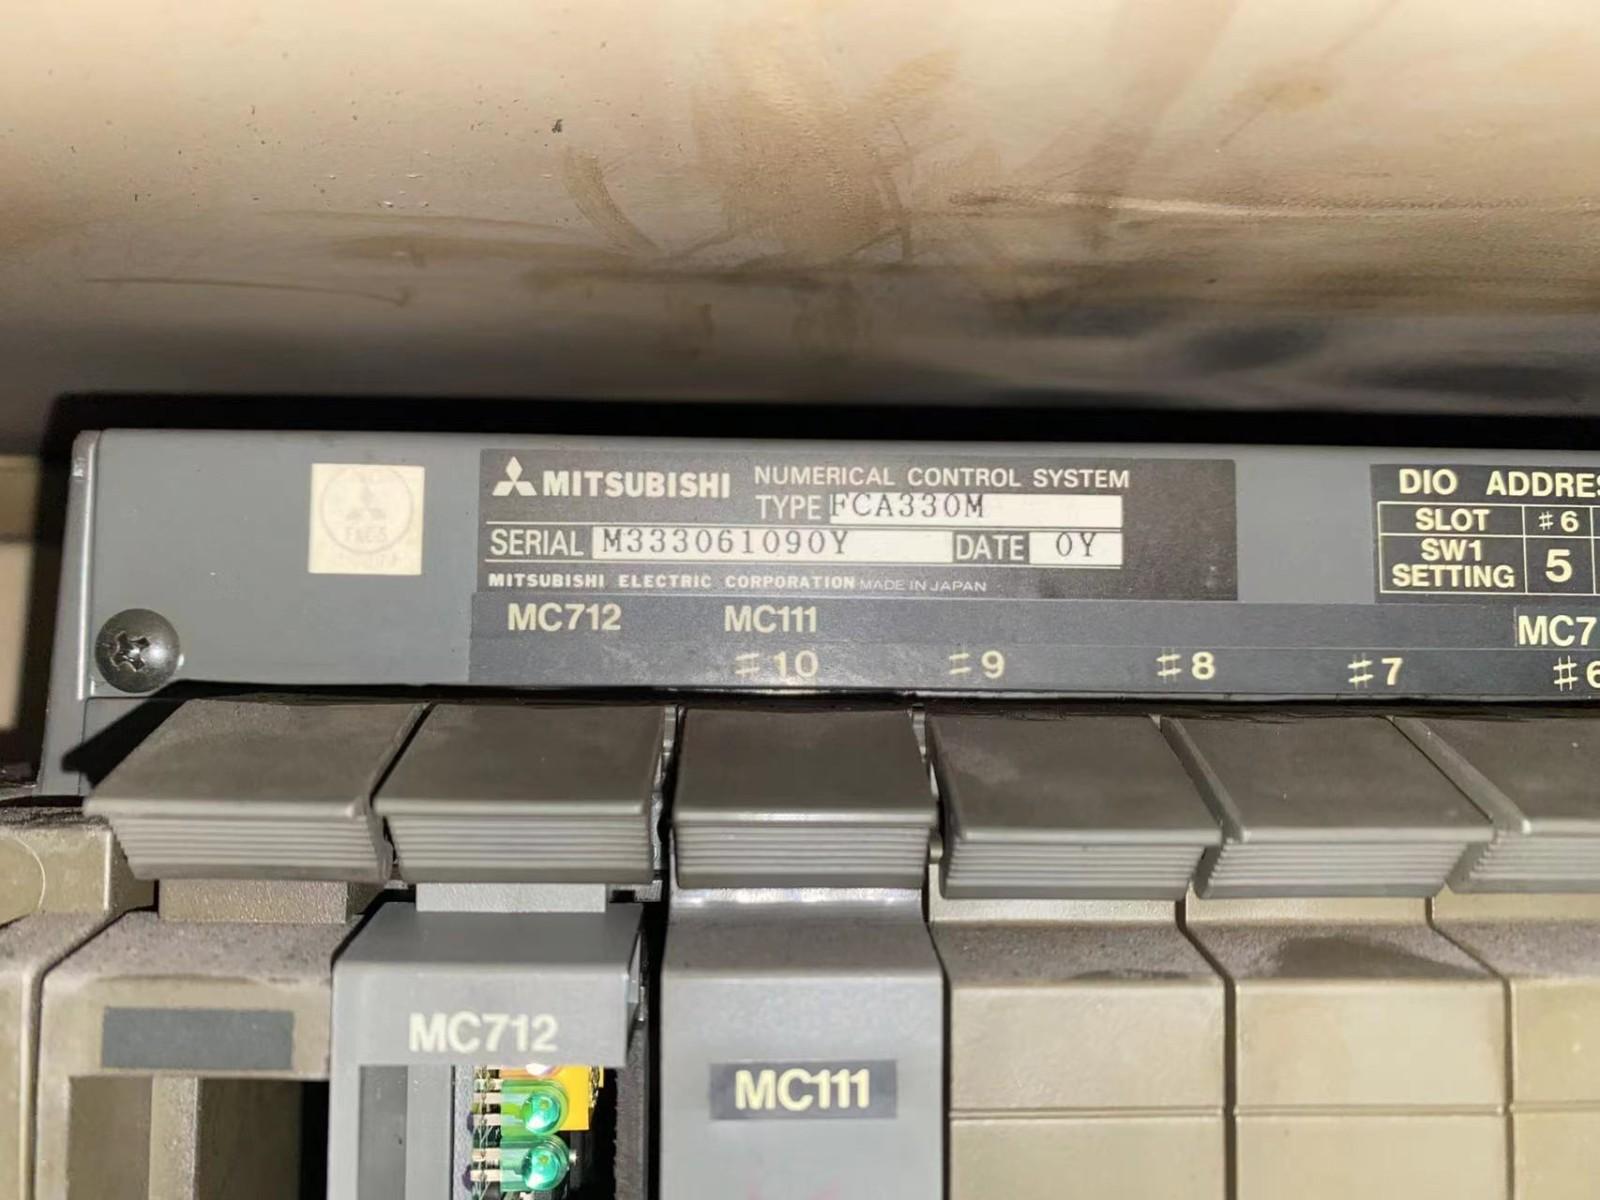 MITSUBISHI NUMERICAL CONTROL SYSTEM
TYPE FCA330M
SERIAL M333061090Y DATE 0Y
MITSUBISHI ELECTRIC CORPORATION MADE IN JAPAN
DIO ADDRES
SLOT #6
SW1 SETTING 5
MC712 MC111 MC7
#10 #9 #8 #7 #6
MC712
MC111